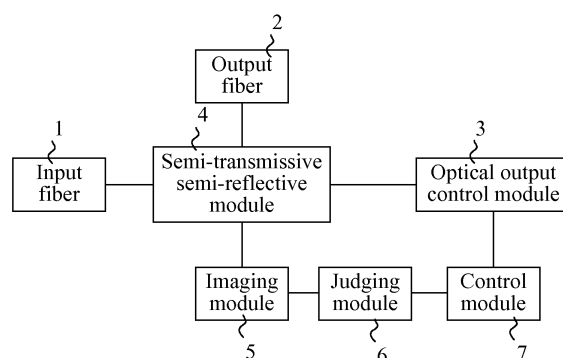 2
Output
fiber
1
Input
fiber
4
Semi-transmissive
semi-reflective
module
3
Optical output
control module
Imaging
module
5
Judging
module
6
Control
module
7